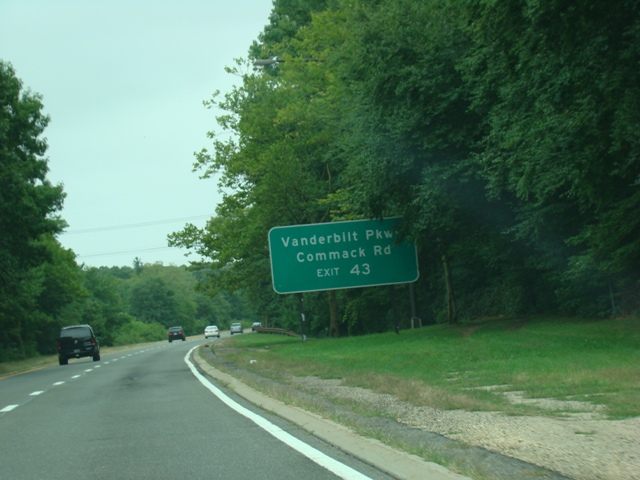 Vanderbilt Pkw
Commack Rd
EXIT 43